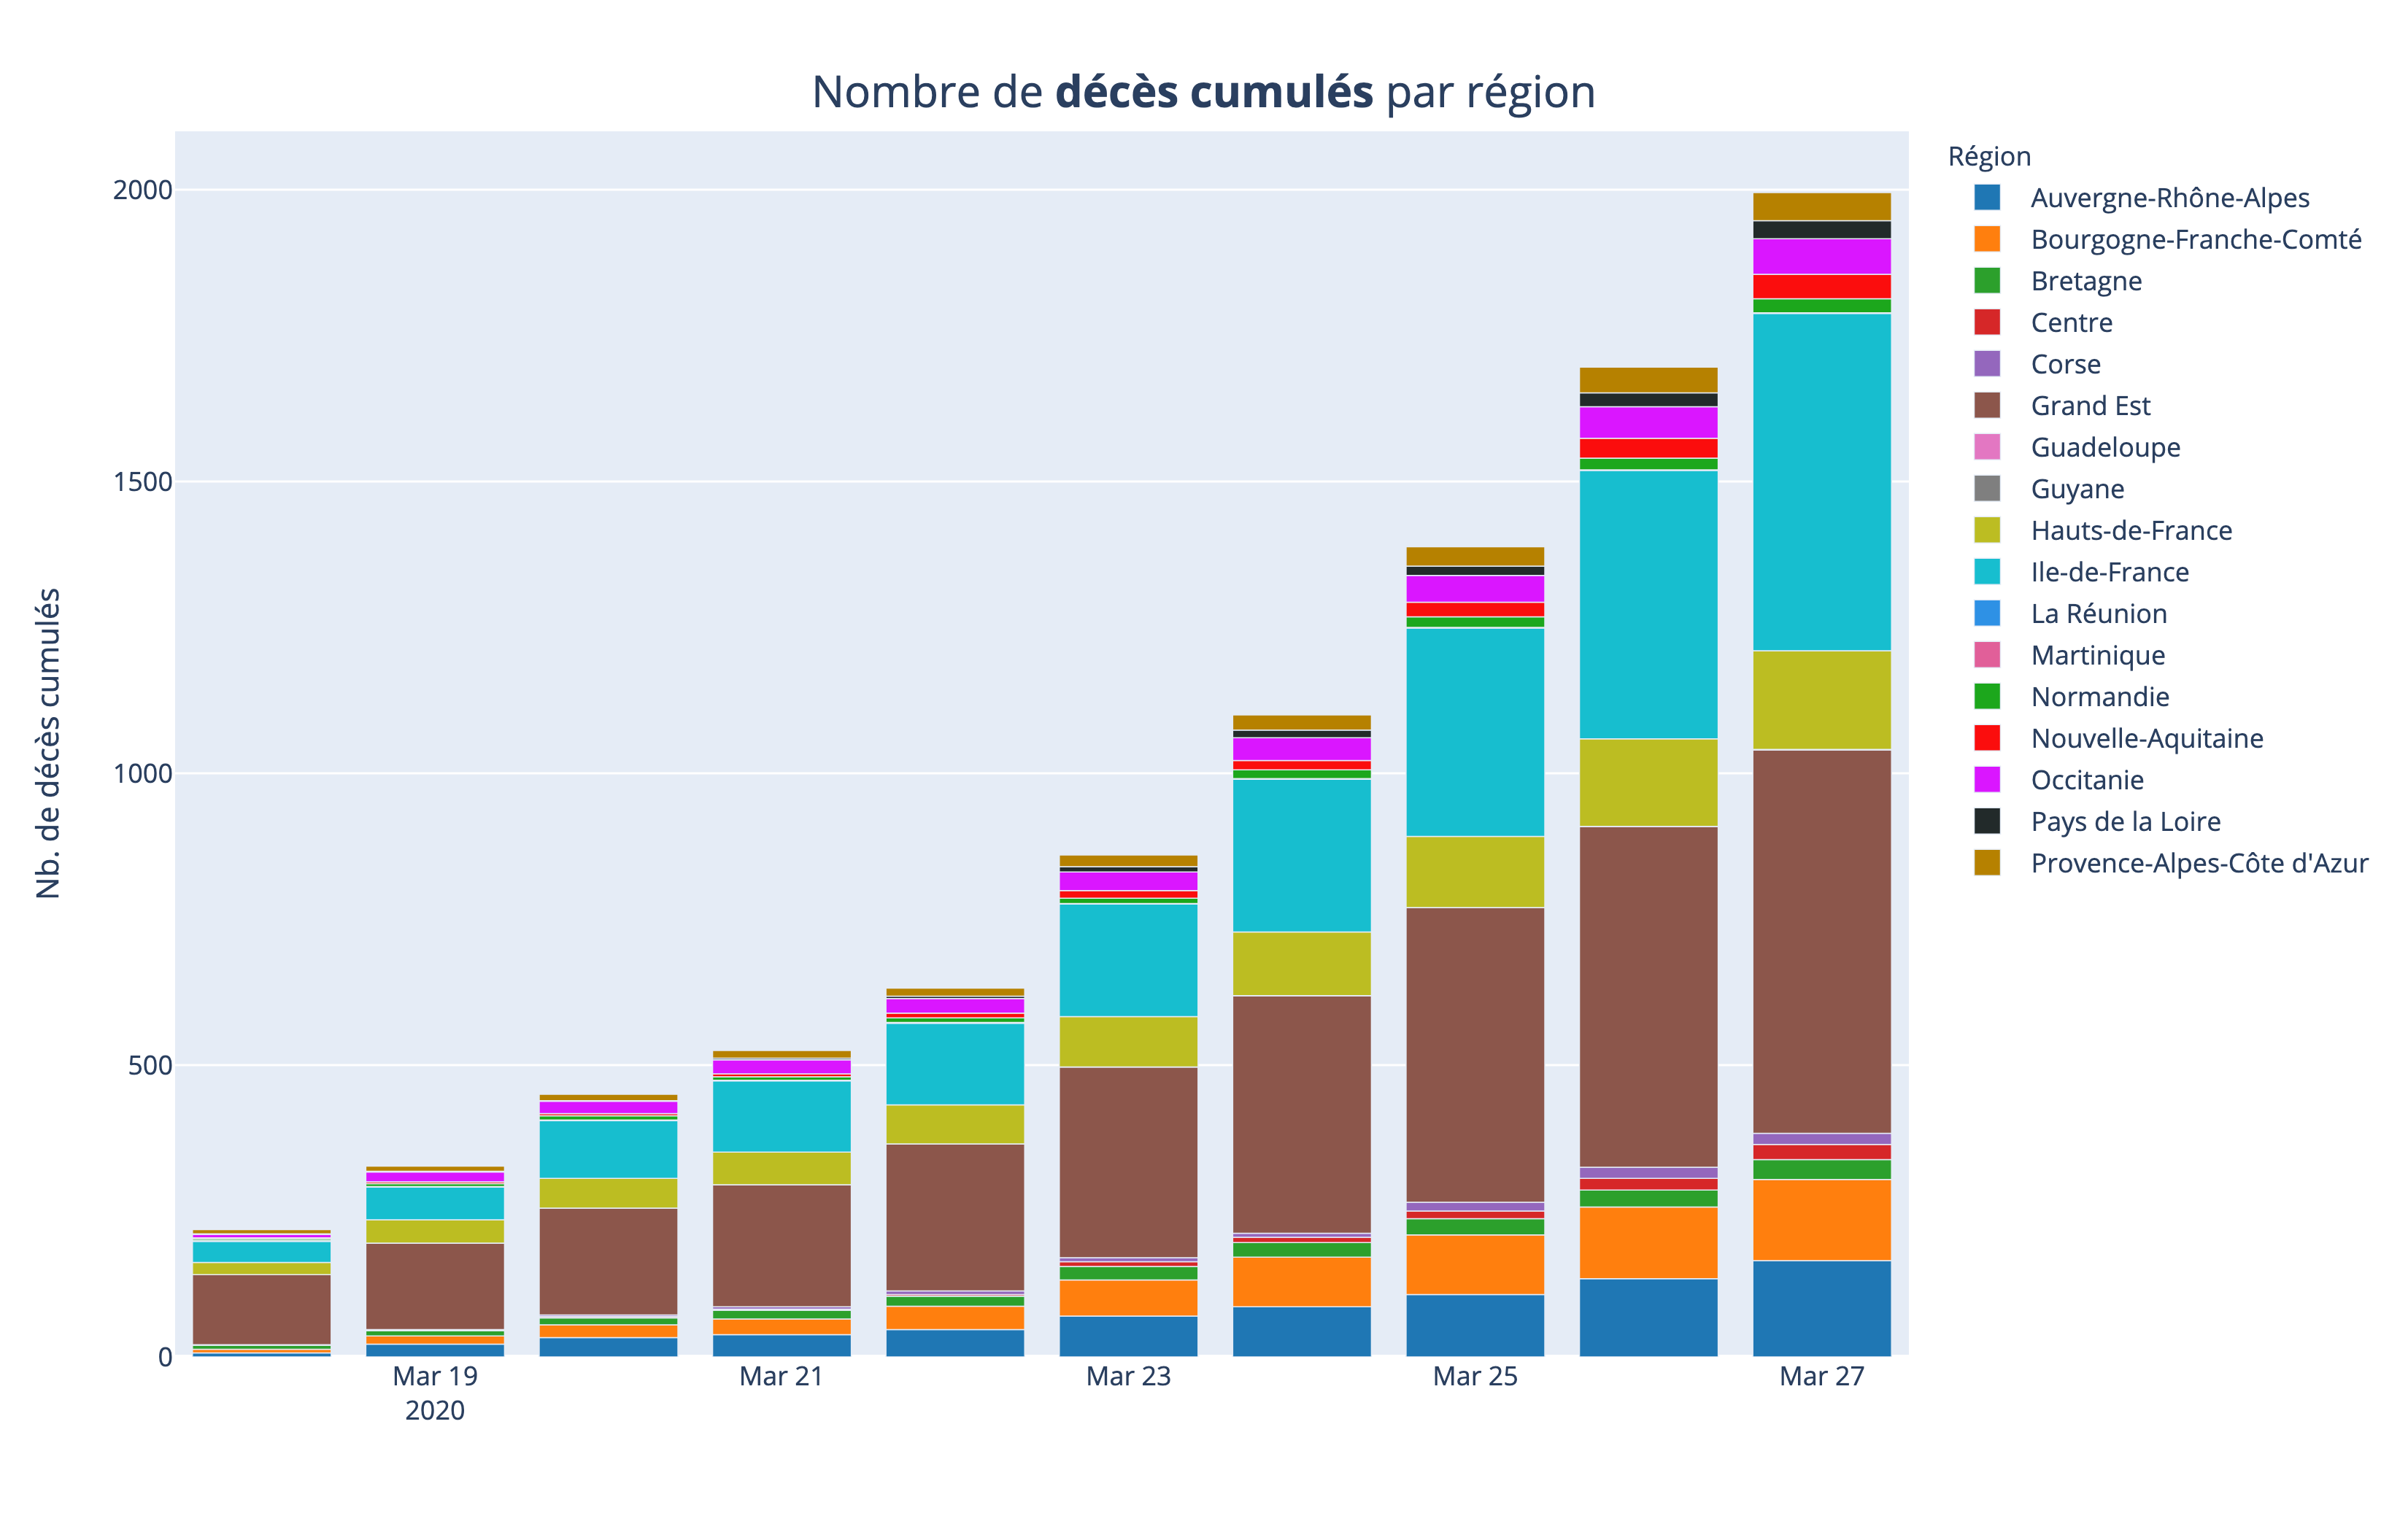 Nombre de décès cumulés par région
Nb. de décès cumulés
2000
1500
1000
500
0
Mar 19
2020
Mar 21
Mar 23
Mar 25
Mar 27
Région
Auvergne-Rhône-Alpes
Bourgogne-Franche-Comté
Bretagne
Centre
Corse
Grand Est
Guadeloupe
Guyane
Hauts-de-France
Ile-de-France
La Réunion
Martinique
Normandie
Nouvelle-Aquitaine
Occitanie
Pays de la Loire
Provence-Alpes-Côte d'Azur